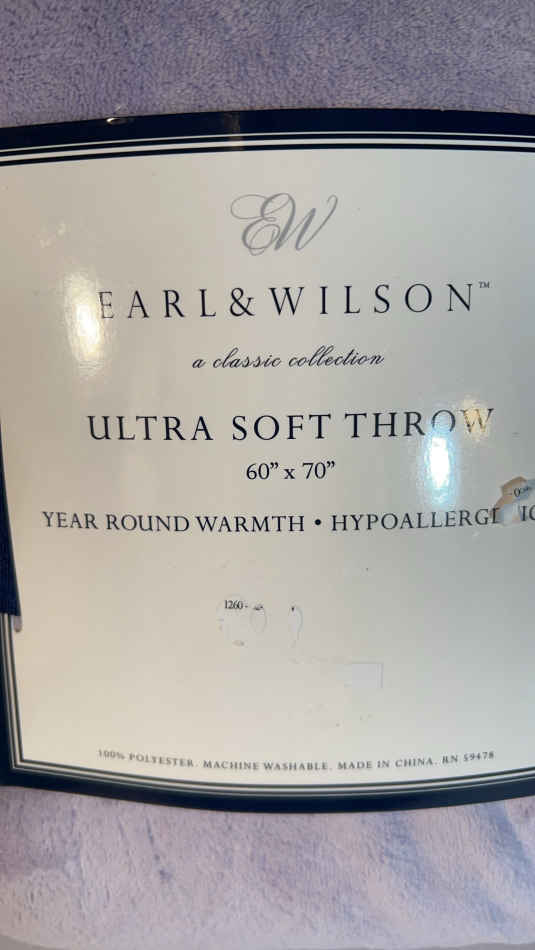 EW
EARL & WILSON™
a classic collection
ULTRA SOFT THROW
60” x 70”
YEAR ROUND WARMTH • HYPOALLERGENIC
1260-
100% POLYESTER. MACHINE WASHABLE. MADE IN CHINA. RN 59478